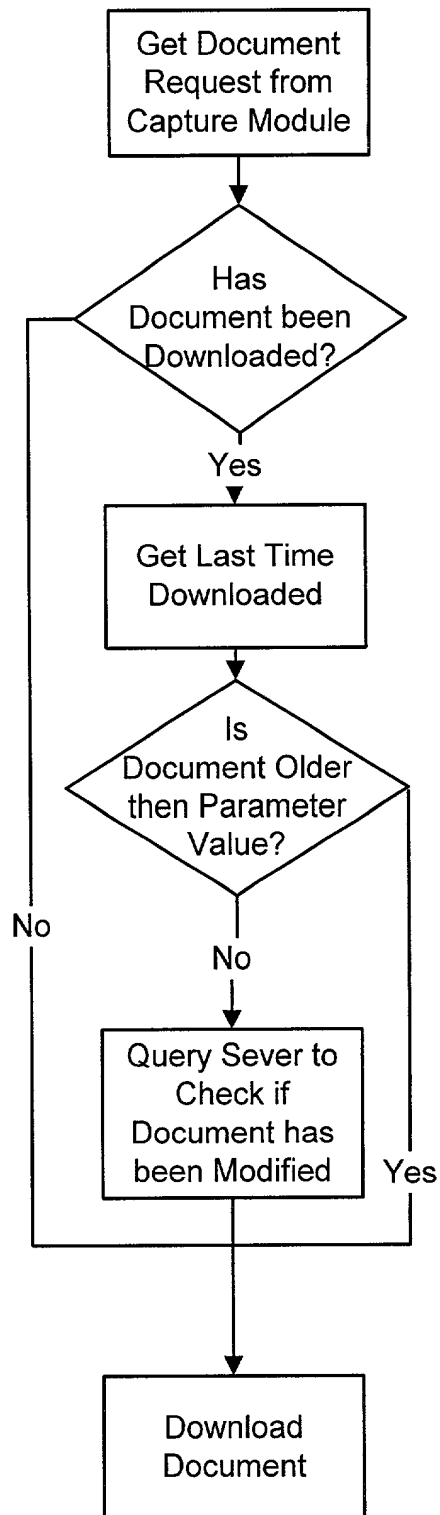 Get Document
Request from
Capture Module
Has
Document been
Downloaded?
Yes
Get Last Time
Downloaded
Is
Document Older
then Parameter
Value?
No
No
Query Sever to
Check if
Document has
been Modified
Yes
Download
Document